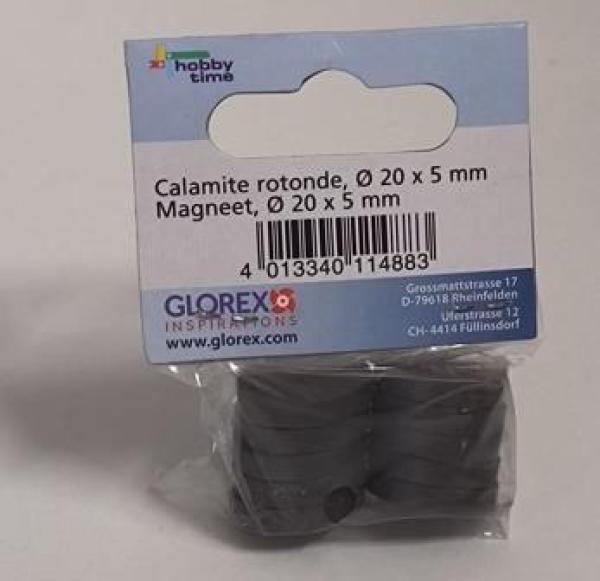 hobby
time
Calamite rotonde, Ø 20 x 5 mm
Magneet, Ø 20 x 5 mm
4 013340 114883
GLOREX
INSPIRATIONS
www.glorex.com
Grossmattstrasse 17
D-79618 Rheinfelden
Uferstrasse 12
CH-4414 Füllinsdorf